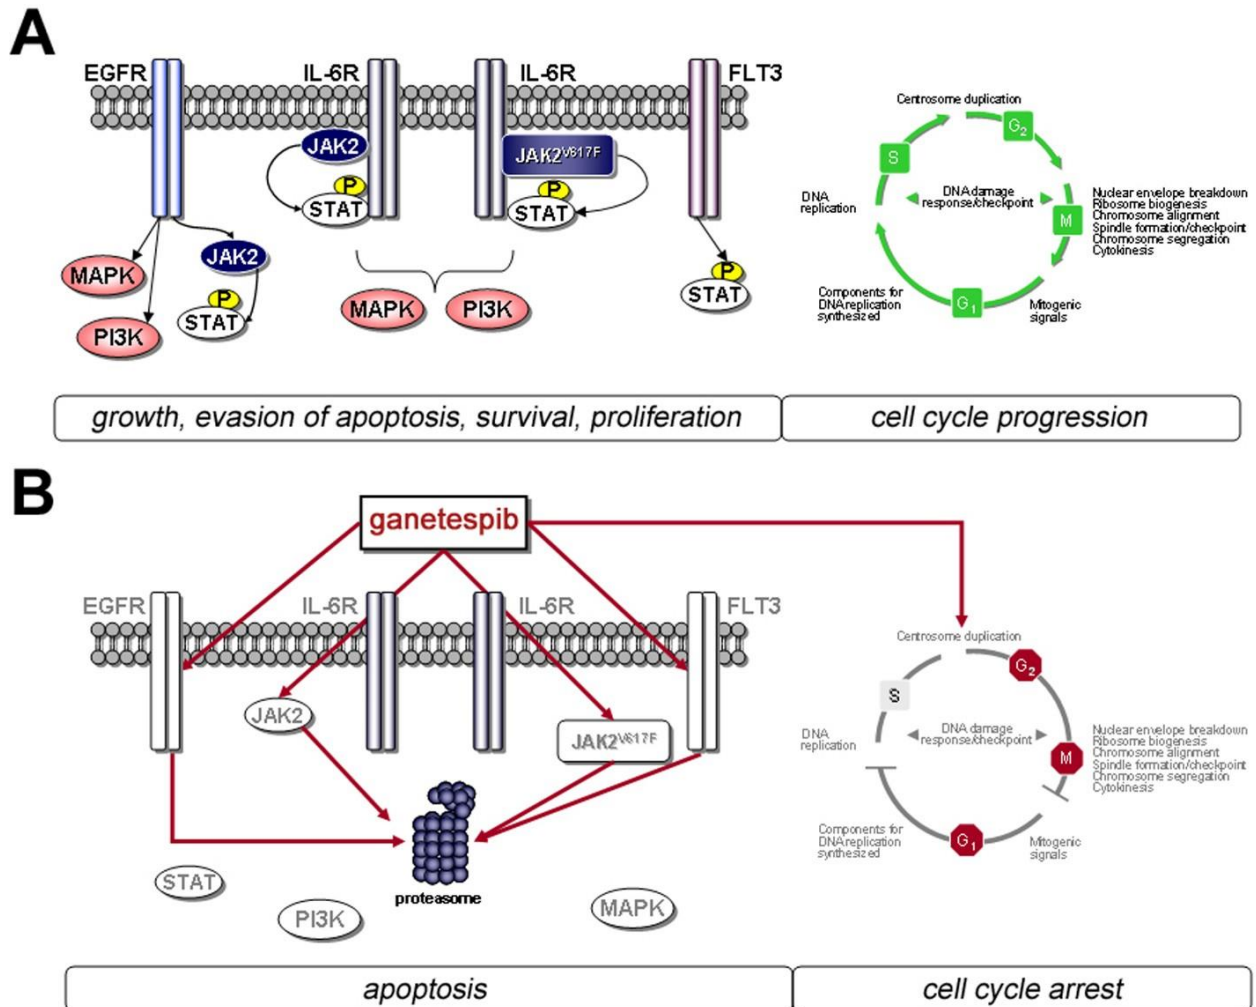 A
EGFR
IL-6R
IL-6R
FLT3
JAK2
JAK2V617F
P
STAT
P
STAT
MAPK
JAK2
P
STAT
PI3K
MAPK
PI3K
P
STAT
Centrosome duplication
G2
S
DNA damage
response/checkpoint
DNA
replication
M
Nuclear envelope breakdown
Ribosome biogenesis
Chromosome alignment
Spindle formation/checkpoint
Chromosome segregation
Cytokinesis
Components for
DNA replication
synthesized
G1
Mitogenic
signals
growth, evasion of apoptosis, survival, proliferation
cell cycle progression
B
ganetespib
EGFR
IL-6R
IL-6R
FLT3
JAK2
JAK2V617F
proteasome
STAT
PI3K
MAPK
Centrosome duplication
G2
S
DNA damage
response/checkpoint
DNA
replication
M
Nuclear envelope breakdown
Ribosome biogenesis
Chromosome alignment
Spindle formation/checkpoint
Chromosome segregation
Cytokinesis
Components for
DNA replication
synthesized
G1
Mitogenic
signals
apoptosis
cell cycle arrest